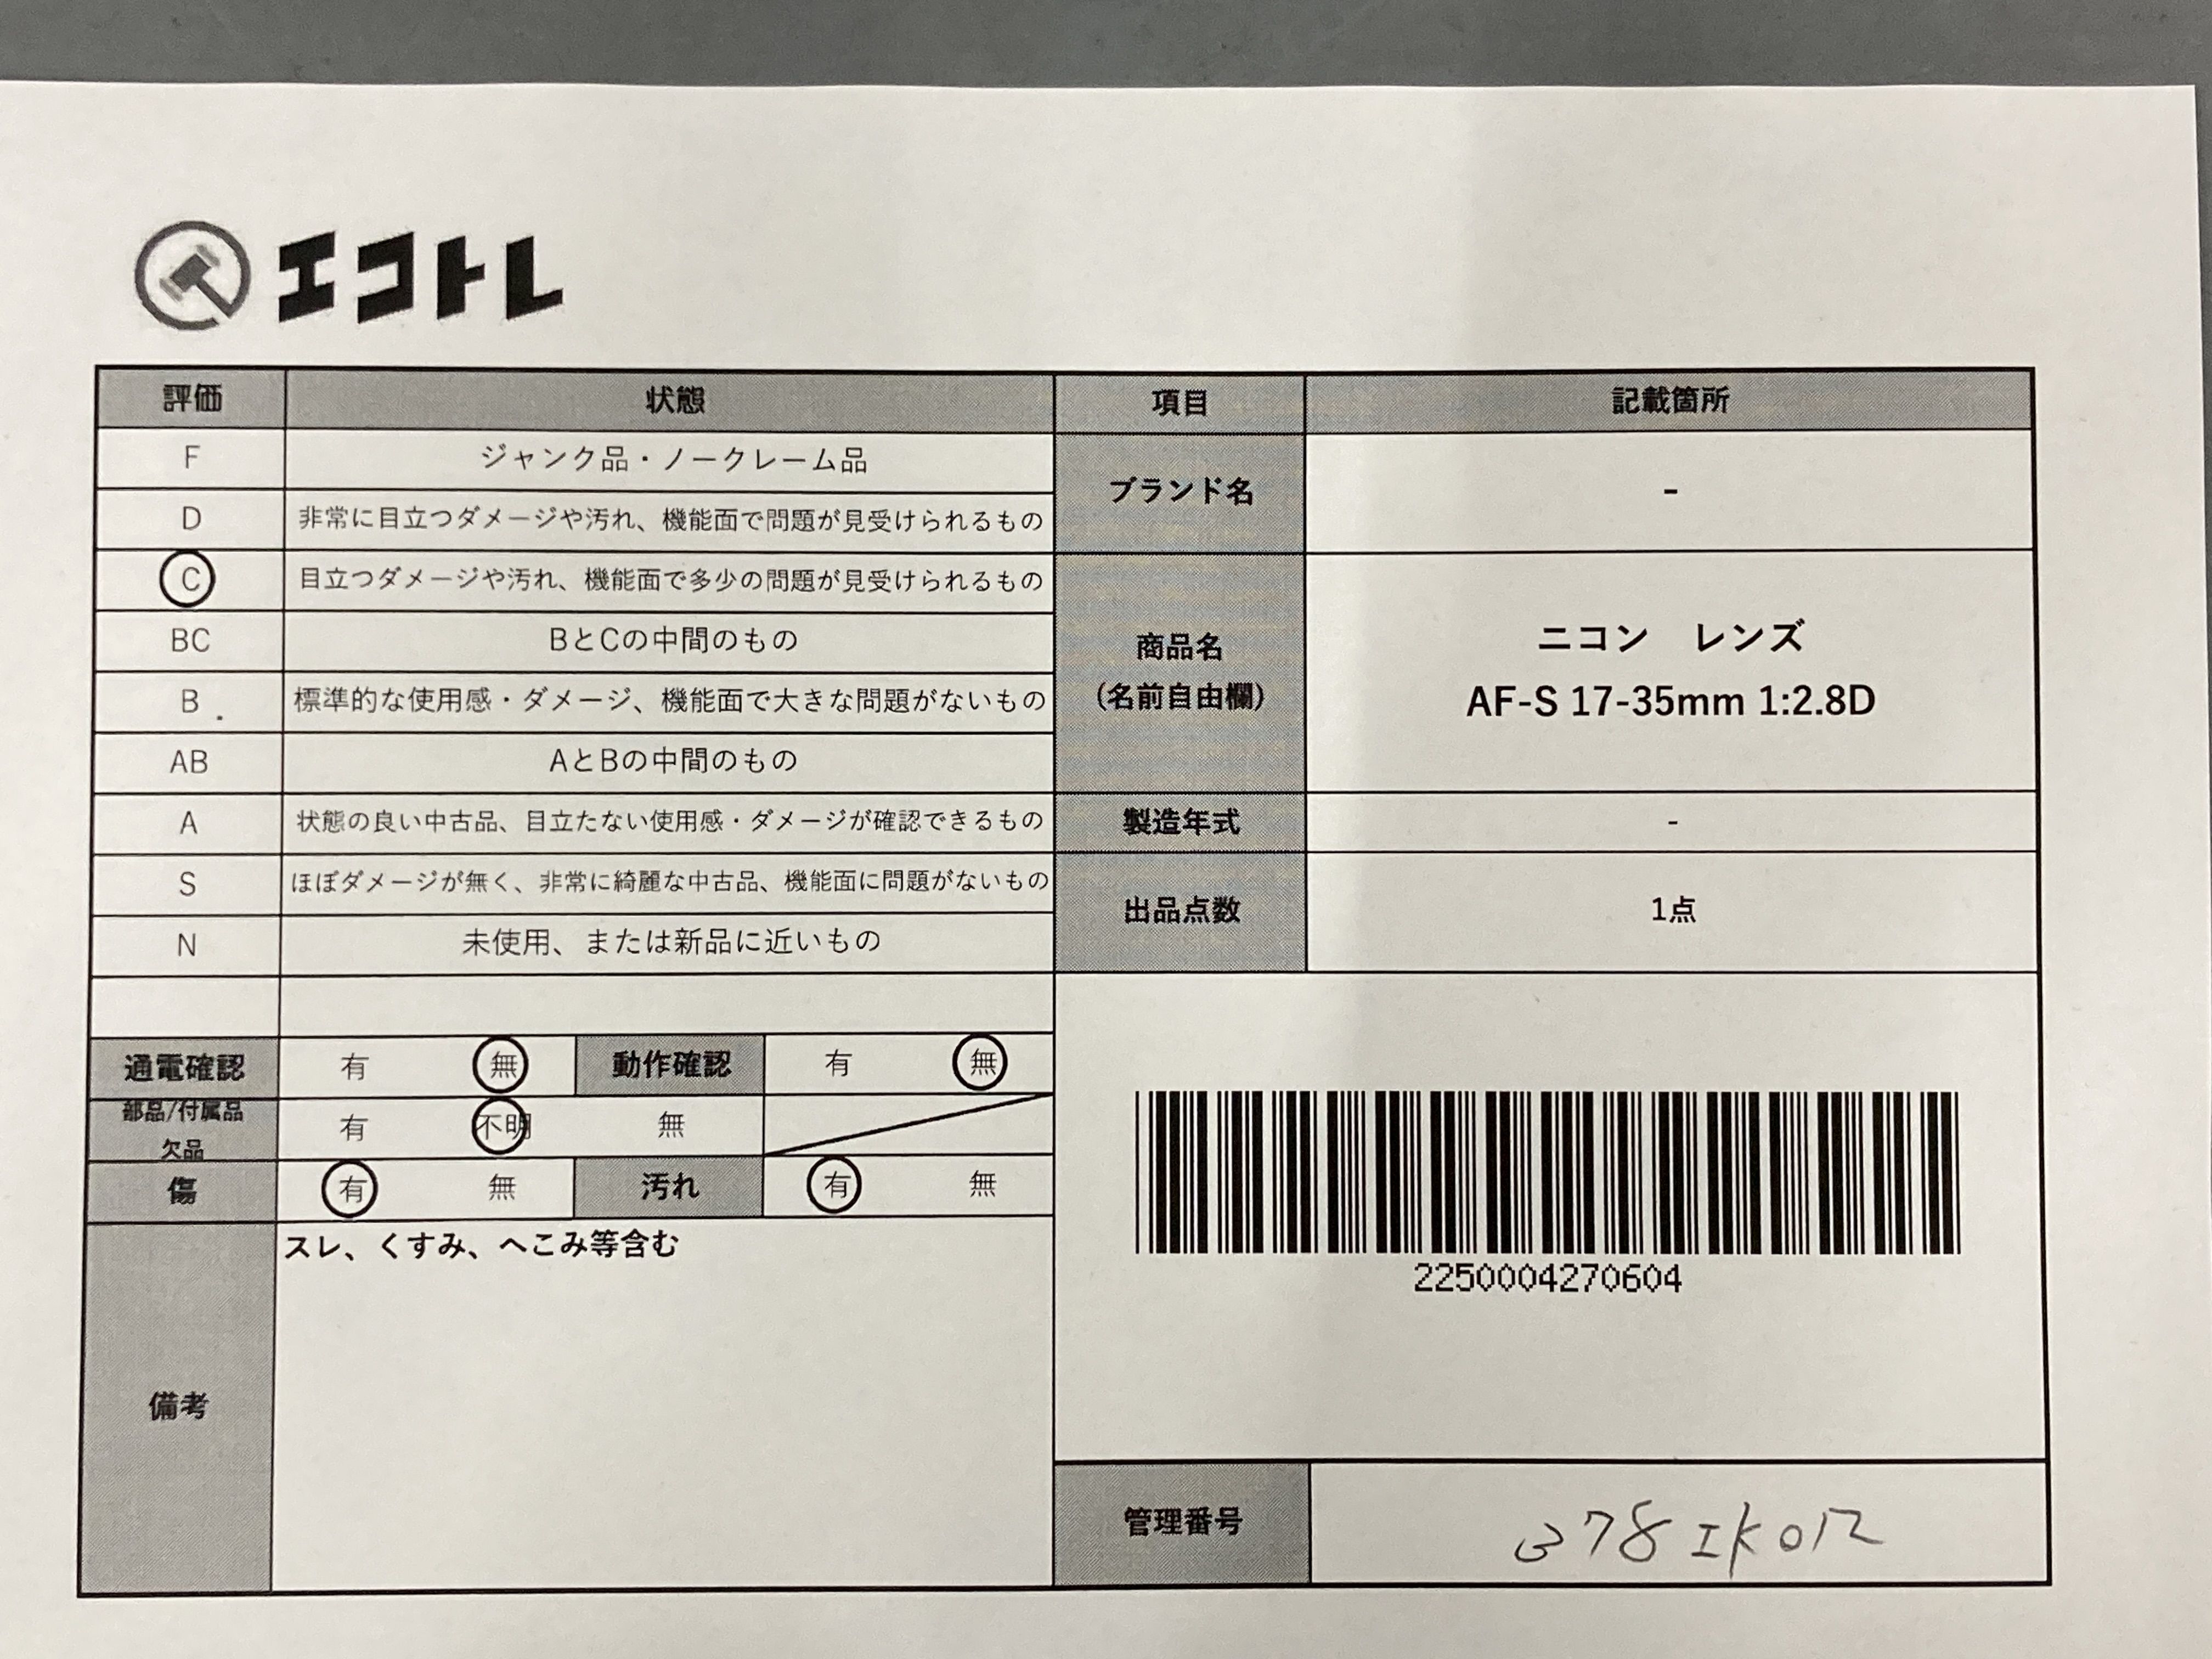 エコトレ
評価 状態 項目 記載箇所
F ジャンク品・ノークレーム品
ブランド名 -
D 非常に目立つダメージや汚れ、機能面で問題が見受けられるもの
C 目立つダメージや汚れ、機能面で多少の問題が見受けられるもの
BC BとCの中間のもの
商品名
(名前自由欄)
ニコン レンズ
AF-S 17-35mm 1:2.8D
B 標準的な使用感・ダメージ、機能面で大きな問題がないもの
AB AとBの中間のもの
A 状態の良い中古品、目立たない使用感・ダメージが確認できるもの
製造年式 -
S ほぼダメージが無く、非常に綺麗な中古品、機能面に問題がないもの
出品点数 1点
N 未使用、または新品に近いもの
通電確認 有 無 動作確認 有 無
部品/付属品
欠品
有 不明 無
傷 有 無 汚れ 有 無
備考
スレ、くすみ、へこみ等含む
2250004270604
管理番号